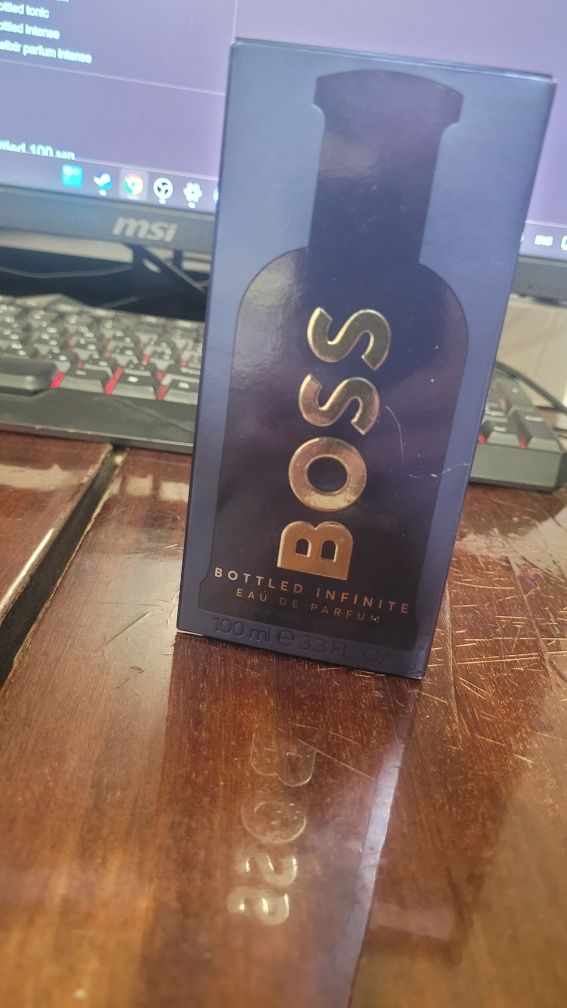 ottled tonic
ottled Intense
elixir parfum intense
msi
BOSS
BOTTLED INFINITE
EAU DE PARFUM
100 ml e 3.3 FL. OZ